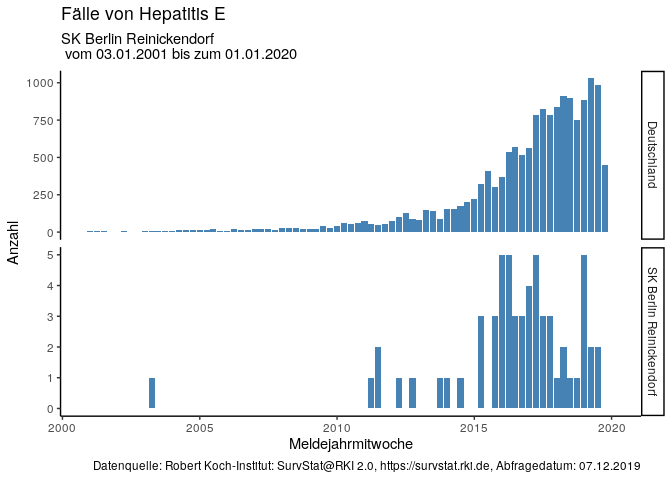 Fälle von Hepatitis E
SK Berlin Reinickendorf
vom 03.01.2001 bis zum 01.01.2020
1000
750
500
250
0
Deutschland
Anzahl
5
4
3
2
1
0
SK Berlin Reinickendorf
2000 2005 2010 2015 2020
Meldejahrmitwoche
Datenquelle: Robert Koch-Institut: SurvStat@RKI 2.0, https://survstat.rki.de, Abfragedatum: 07.12.2019